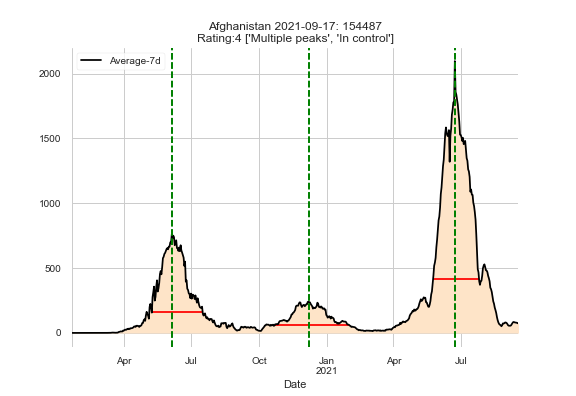 Afghanistan 2021-09-17: 154487
Rating:4 ['Multiple peaks', 'In control']
Average-7d
2000
1500
1000
500
0
Apr Jul Oct Jan Apr Jul
2021
Date